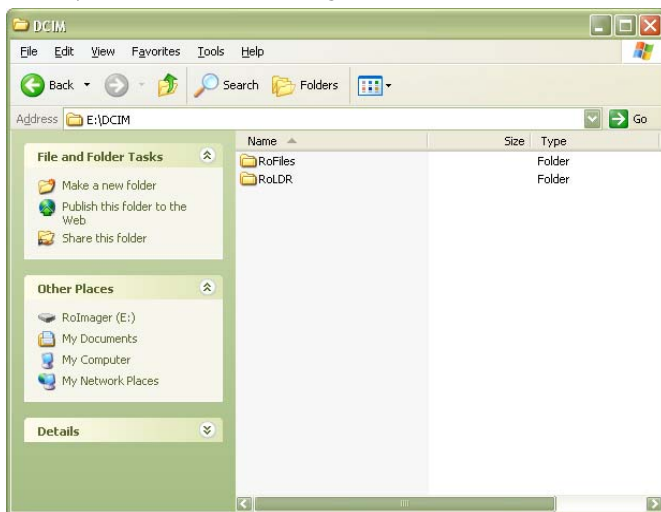 DCIM
File Edit View Favorites Tools Help
Back Search Folders
Address E:\DCIM Go
Name Size Type
File and Folder Tasks
Make a new folder
Publish this folder to the
Web
Share this folder
Other Places
RoImager (E:)
My Documents
My Computer
My Network Places
Details
RoFiles Folder
RoLDR Folder